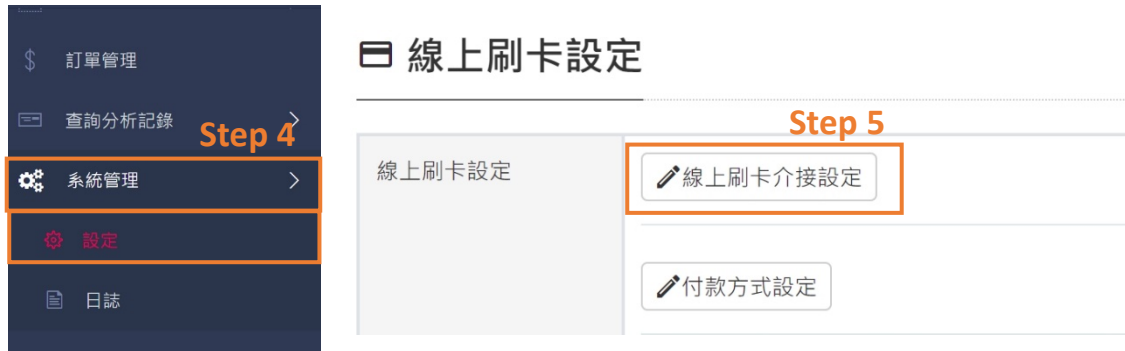 訂單管理
查詢分析記錄
Step 4
系統管理
設定
日誌
線上刷卡設定
Step 5
線上刷卡設定
線上刷卡介接設定
付款方式設定